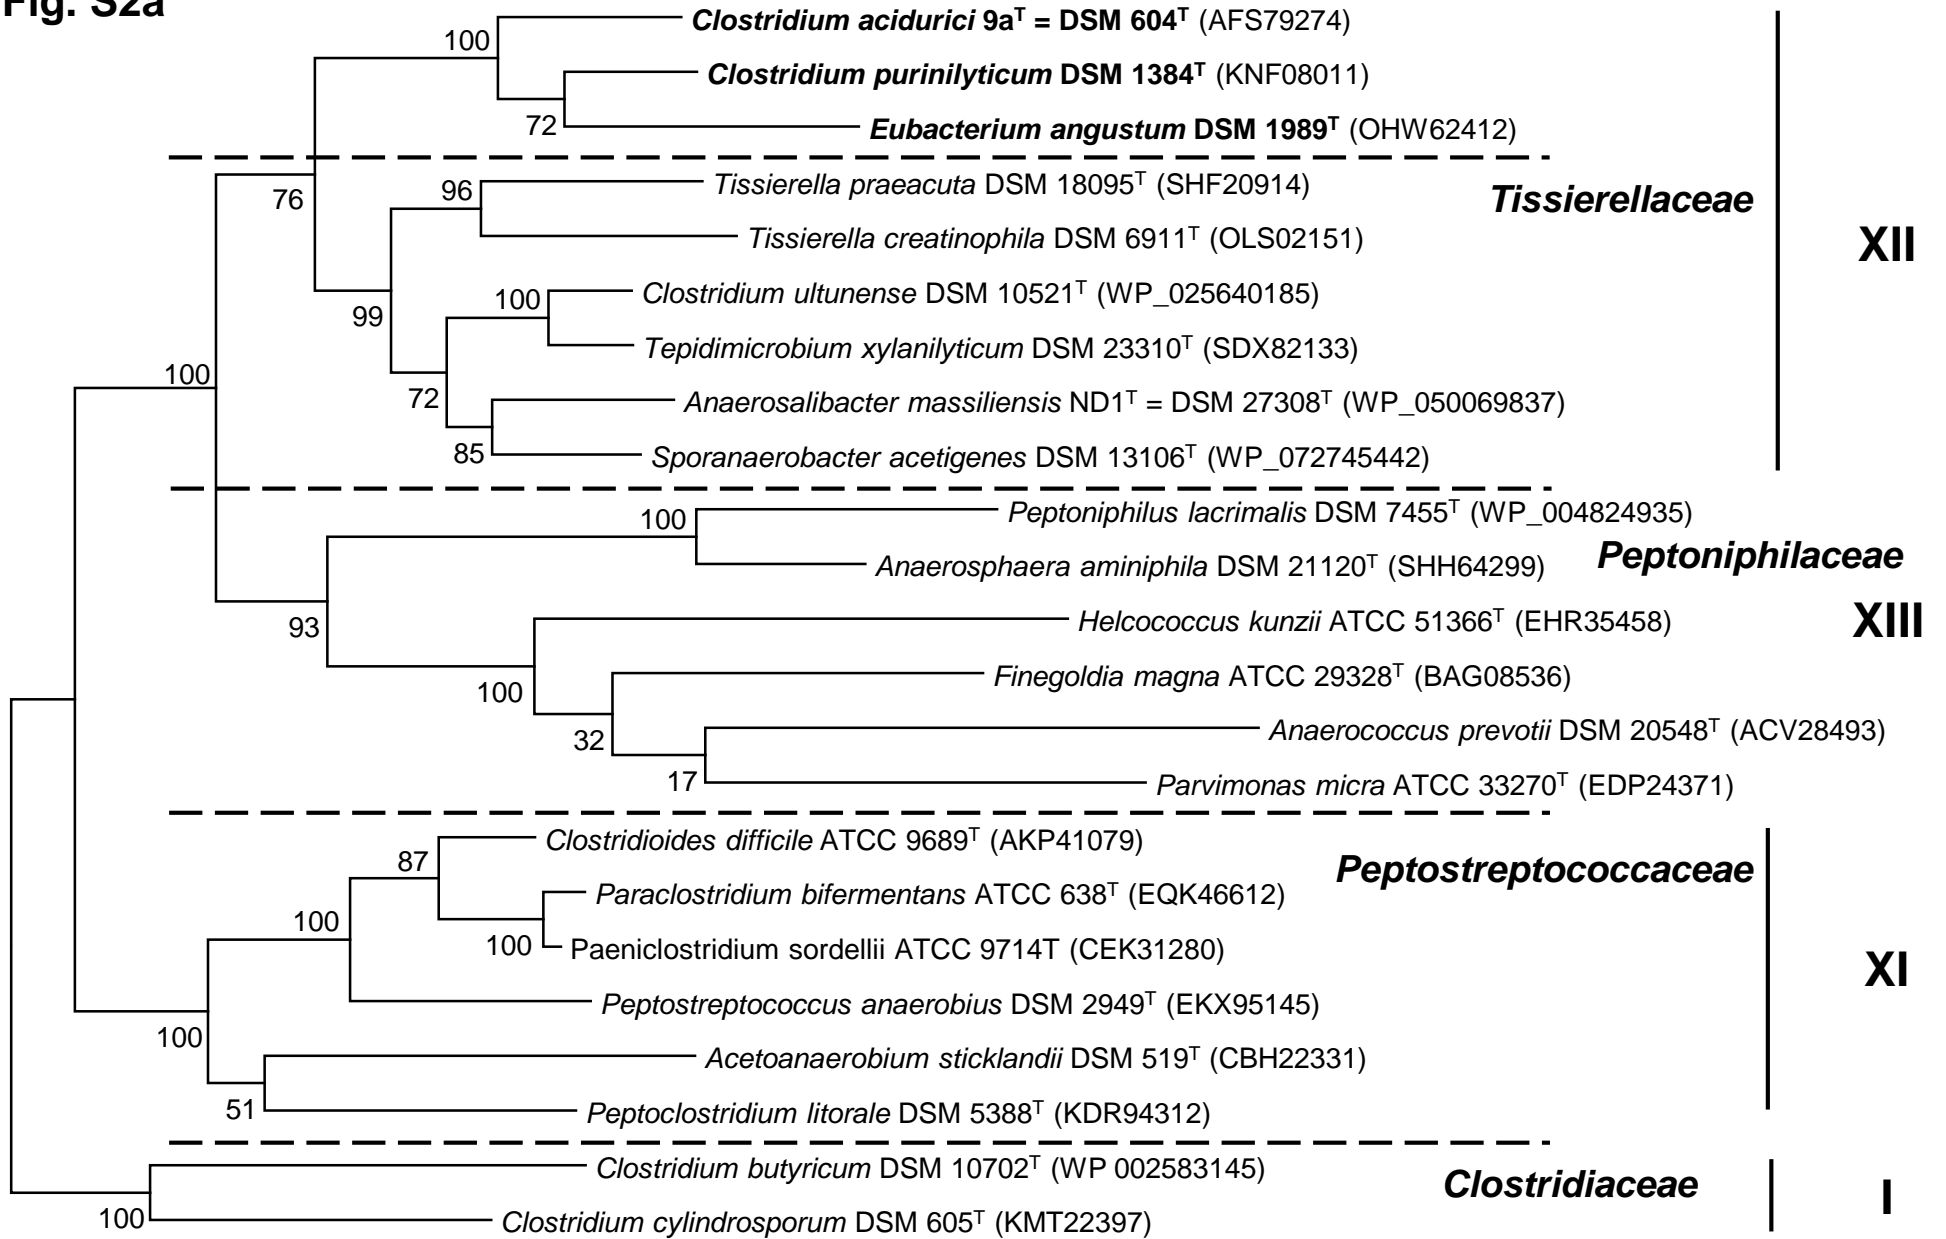 Fig. S2a
Clostridium acidurici 9aᵀ = DSM 604ᵀ (AFS79274)
100
Clostridium purinilyticum DSM 1384ᵀ (KNF08011)
72
Eubacterium angustum DSM 1989ᵀ (OHW62412)
76
96
Tissierella praeacuta DSM 18095ᵀ (SHF20914)
Tissierellaceae
Tissierella creatinophila DSM 6911ᵀ (OLS02151)
XII
99
100
Clostridium ultunense DSM 10521ᵀ (WP_025640185)
Tepidimicrobium xylanilyticum DSM 23310ᵀ (SDX82133)
100
72
Anaerosalibacter massiliensis ND1ᵀ = DSM 27308ᵀ (WP_050069837)
85
Sporanaerobacter acetigenes DSM 13106ᵀ (WP_072745442)
100
Peptoniphilus lacrimalis DSM 7455ᵀ (WP_004824935)
Peptoniphilaceae
Anaerosphaera aminiphila DSM 21120ᵀ (SHH64299)
93
Helcococcus kunzii ATCC 51366ᵀ (EHR35458)
XIII
100
Finegoldia magna ATCC 29328ᵀ (BAG08536)
32
Anaerococcus prevotii DSM 20548ᵀ (ACV28493)
17
Parvimonas micra ATCC 33270ᵀ (EDP24371)
87
Clostridioides difficile ATCC 9689ᵀ (AKP41079)
Peptostreptococcaceae
100
Paraclostridium bifermentans ATCC 638ᵀ (EQK46612)
100
Paeniclostridium sordellii ATCC 9714T (CEK31280)
XI
Peptostreptococcus anaerobius DSM 2949ᵀ (EKX95145)
100
Acetoanaerobium sticklandii DSM 519ᵀ (CBH22331)
51
Peptoclostridium litorale DSM 5388ᵀ (KDR94312)
Clostridium butyricum DSM 10702ᵀ (WP 002583145)
Clostridiaceae
I
100
Clostridium cylindrosporum DSM 605ᵀ (KMT22397)